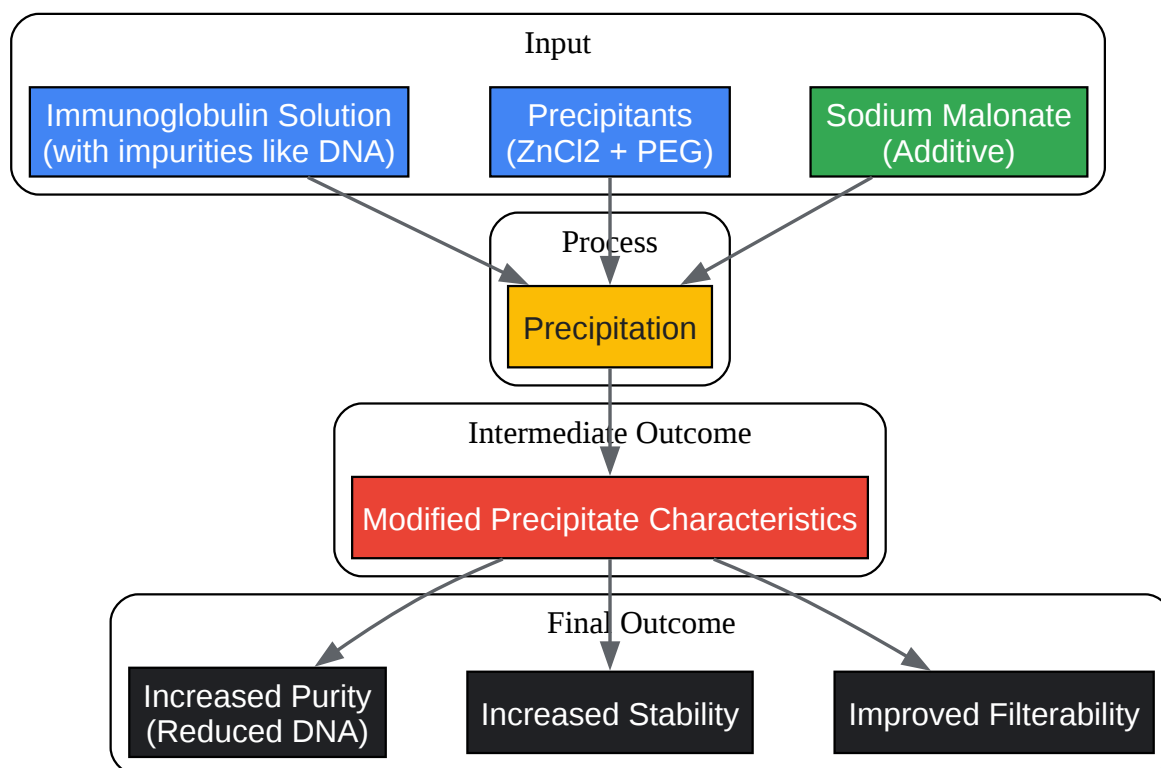 Input
Immunoglobulin Solution
(with impurities like DNA)
Precipitants
(ZnCl2 + PEG)
Sodium Malonate
(Additive)
Process
Precipitation
Intermediate Outcome
Modified Precipitate Characteristics
Final Outcome
Increased Purity
(Reduced DNA)
Increased Stability
Improved Filterability